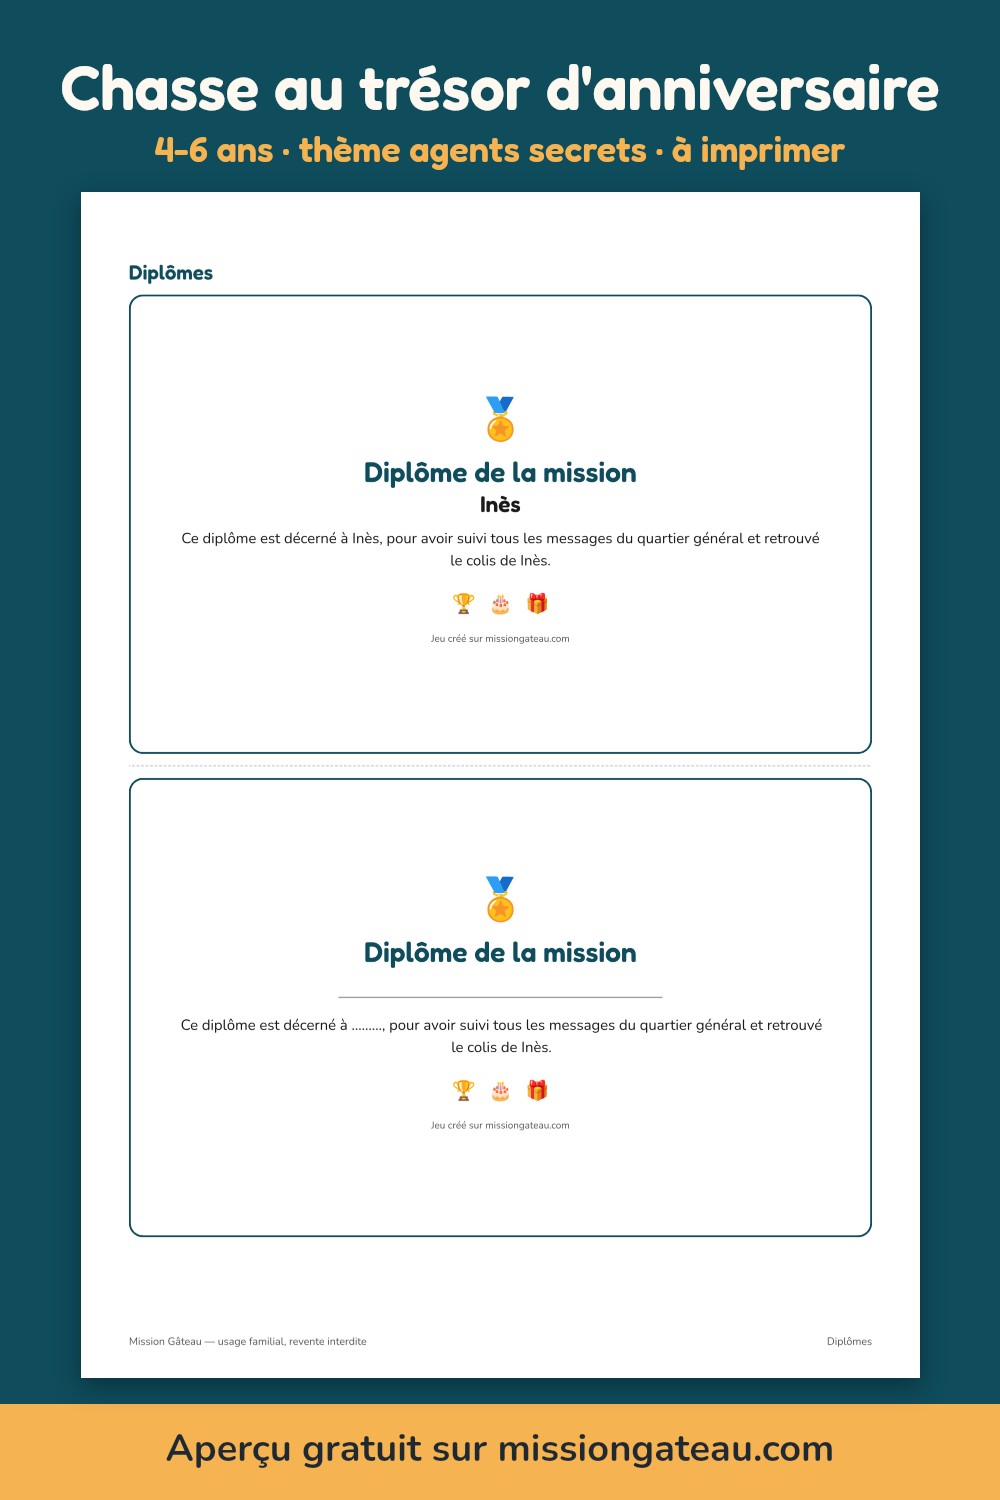 Chasse au trésor d'anniversaire
4-6 ans · thème agents secrets · à imprimer
Diplômes
Diplôme de la mission
Inès
Ce diplôme est décerné à Inès, pour avoir suivi tous les messages du quartier général et retrouvé
le colis de Inès.
Jeu créé sur missiongateau.com
Diplôme de la mission
Ce diplôme est décerné à ........., pour avoir suivi tous les messages du quartier général et retrouvé
le colis de Inès.
Jeu créé sur missiongateau.com
Mission Gâteau — usage familial, revente interdite
Diplômes
Aperçu gratuit sur missiongateau.com